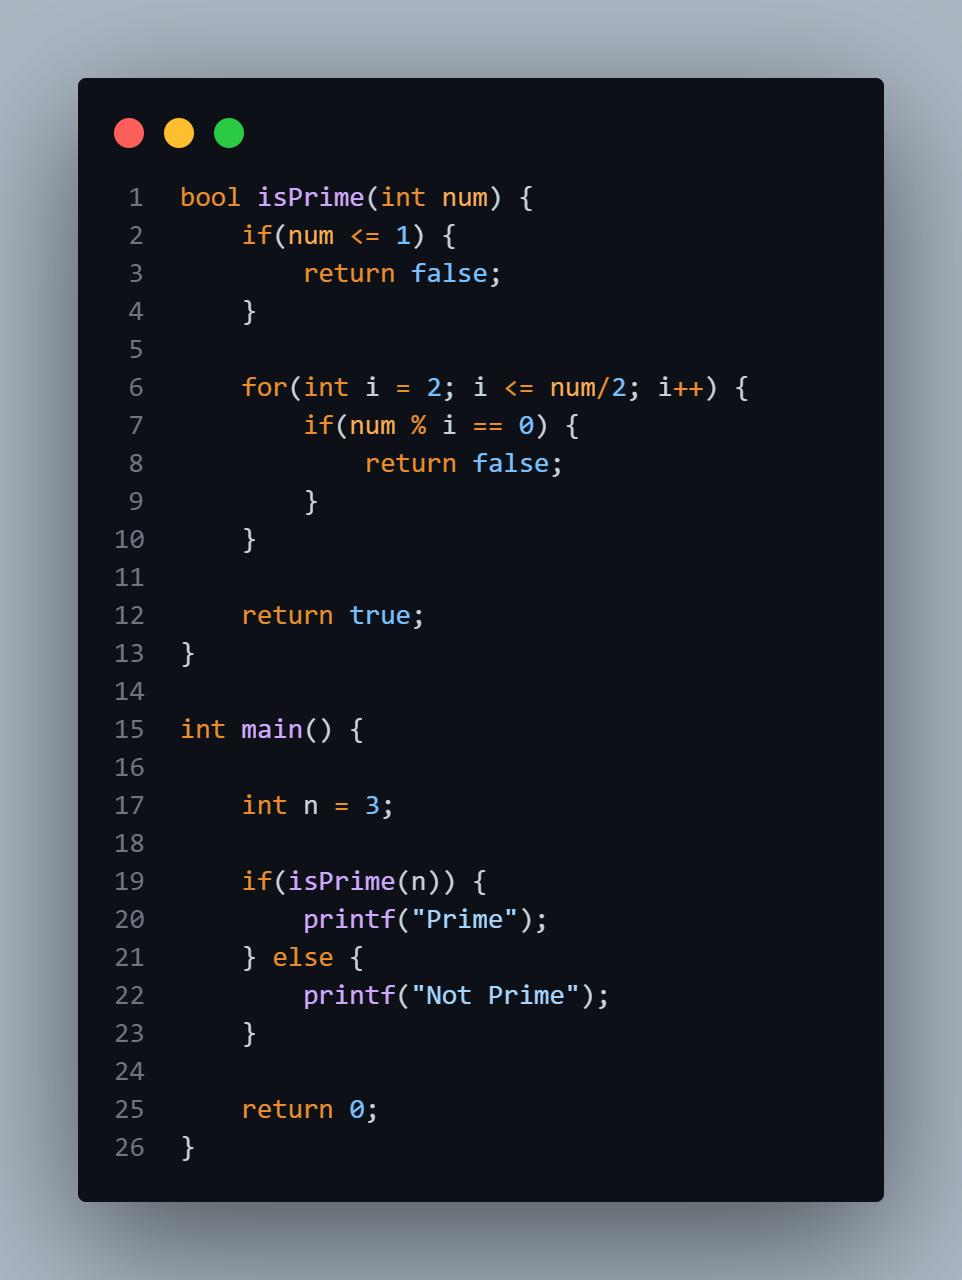 1 bool isPrime(int num) {
2     if(num <= 1) {
3         return false;
4     }
5
6     for(int i = 2; i <= num/2; i++) {
7         if(num % i == 0) {
8             return false;
9         }
10     }
11
12     return true;
13 }
14
15 int main() {
16
17     int n = 3;
18
19     if(isPrime(n)) {
20         printf("Prime");
21     } else {
22         printf("Not Prime");
23     }
24
25     return 0;
26 }